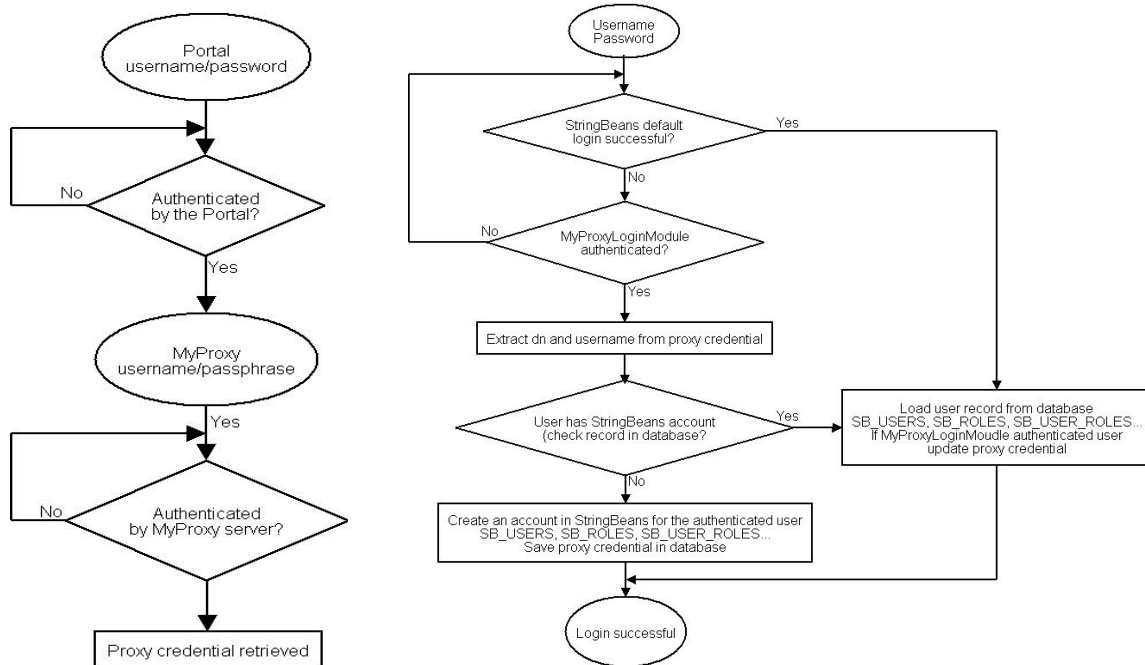 Portal
username/password
No
Authenticated
by the Portal?
Yes
MyProxy
username/passphrase
Yes
No
Authenticated
by MyProxy server?
Proxy credential retrieved
Username
Password
StringBeans default
login successful?
Yes
No
MyProxyLoginModule
authenticated?
No
Yes
Extract dn and username from proxy credential
User has StringBeans account
(check record in database?
Yes
No
Load user record from database
SB_USERS, SB_ROLES, SB_USER_ROLES...
If MyProxyLoginMoudle authenticated user
update proxy credential
Create an account in StringBeans for the authenticated user
SB_USERS, SB_ROLES, SB_USER_ROLES...
Save proxy credential in database
Login successful